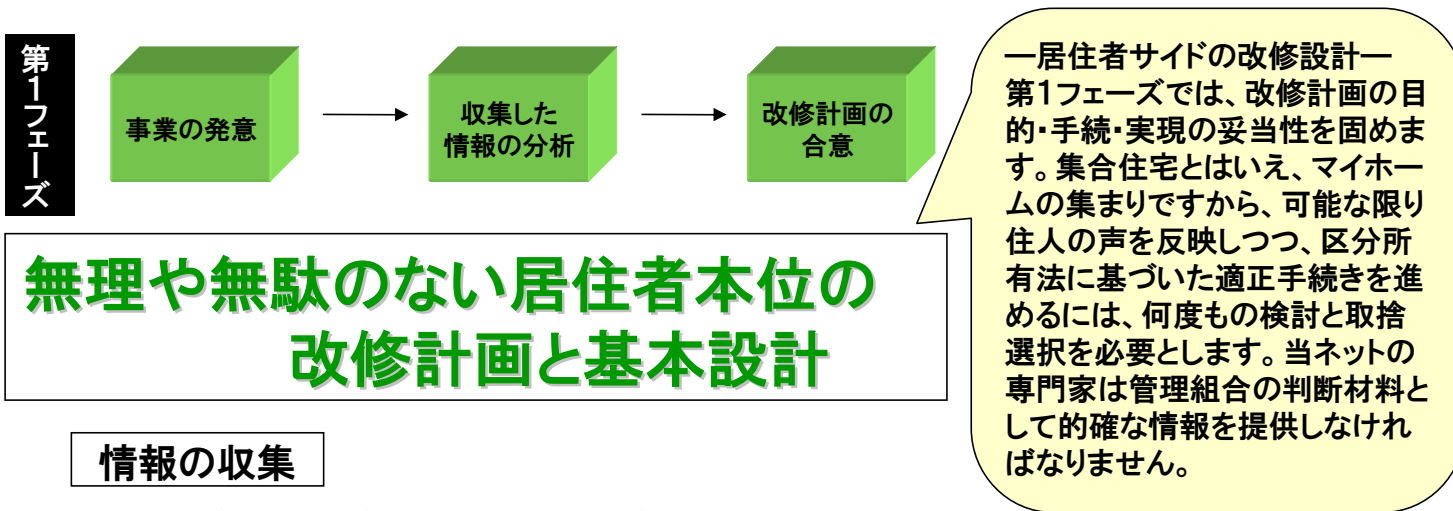 第1フェーズ
事業の発意
収集した
情報の分析
改修計画の
合意
―居住者サイドの改修設計―
第1フェーズでは、改修計画の目
的・手続・実現の妥当性を固めま
す。集合住宅とはいえ、マイホー
ムの集まりですから、可能な限り
住人の声を反映しつつ、区分所
有法に基づいた適正手続きを進
めるには、何度もの検討と取捨
選択を必要とします。当ネットの
専門家は管理組合の判断材料と
して的確な情報を提供しなけれ
ばなりません。
無理や無駄のない居住者本位の
改修計画と基本設計
情報の収集